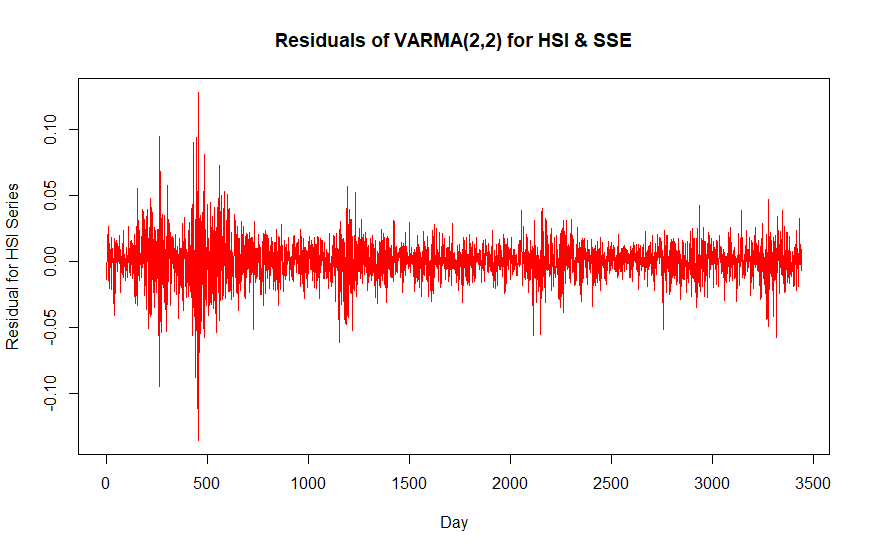 Residuals of VARMA(2,2) for HSI & SSE
Residual for HSI Series
0.10
0.05
0.00
-0.05
-0.10
0 500 1000 1500 2000 2500 3000 3500
Day